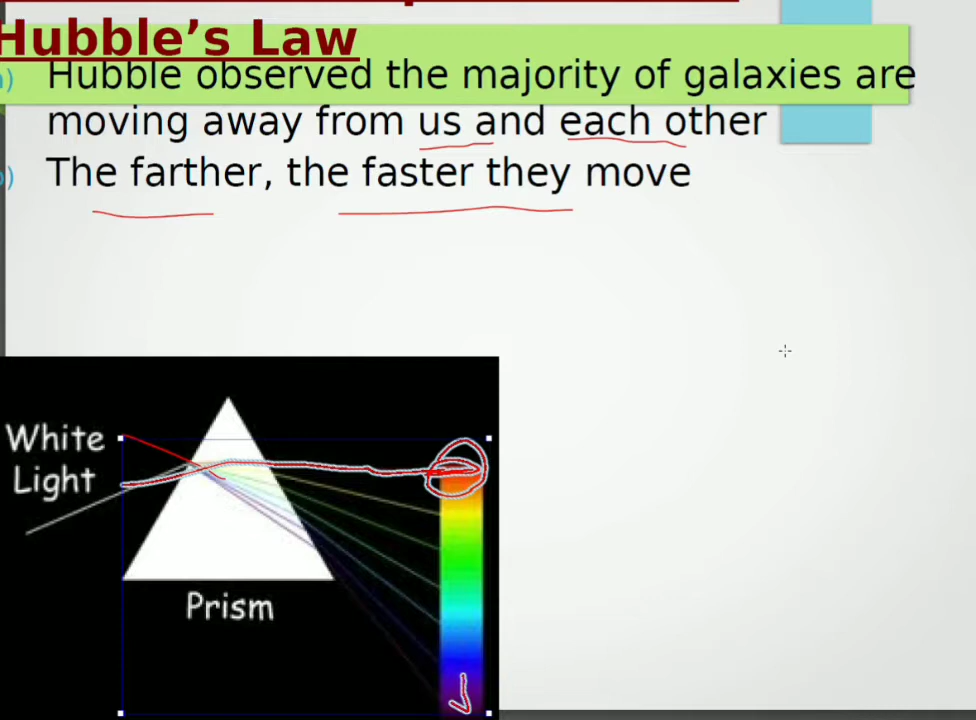 Hubble’s Law
) Hubble observed the majority of galaxies are
moving away from us and each other
) The farther, the faster they move
White
Light
Prism